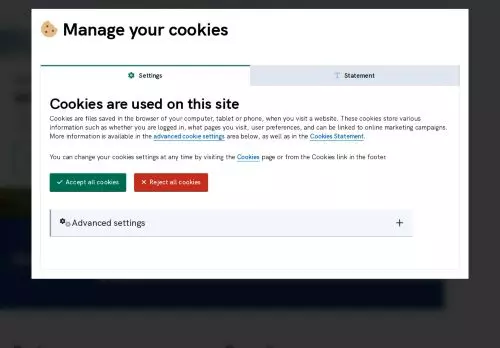 Manage your cookies
Settings
Statement
Cookies are used on this site
Cookies are files saved in the browser of your computer, tablet or phone, when you visit a website. These cookies store various
information such as whether you are logged in, what pages you visit, user preferences, and can be linked to online marketing campaigns.
More information is available in the advanced cookie settings area below, as well as in the Cookies Statement.
You can change your cookies settings at any time by visiting the Cookies page or from the Cookies link in the footer.
Accept all cookies
Reject all cookies
Advanced settings